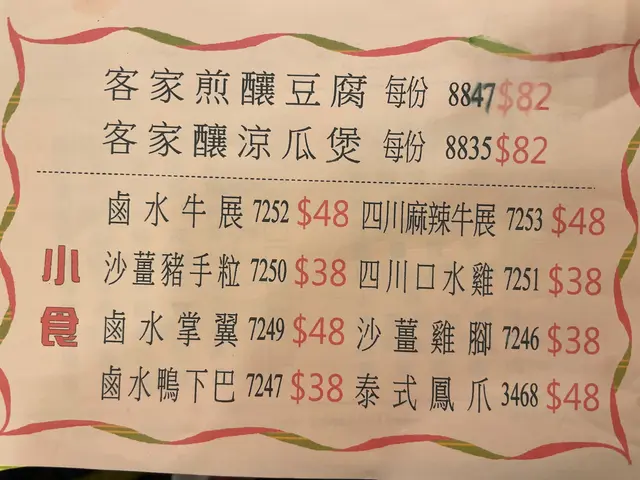 客家煎釀豆腐 每份 8847 $82
客家釀涼瓜煲 每份 8835 $82
小食
鹵水牛展 7252 $48 四川麻辣牛展 7253 $48
沙薑豬手粒 7250 $38 四川口水雞 7251 $38
鹵水掌翼 7249 $48 沙薑雞腳 7246 $38
鹵水鴨下巴 7247 $38 泰式鳳爪 3468 $48